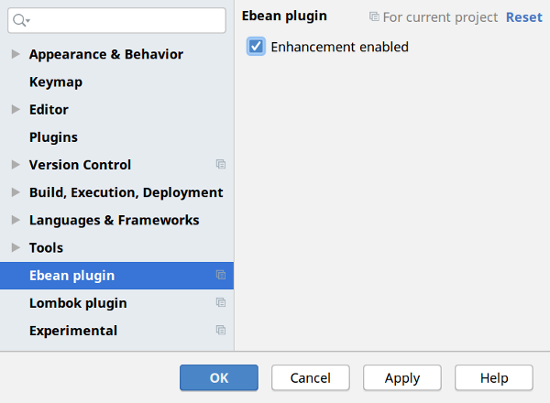 Ebean plugin For current project Reset
Enhancement enabled
Appearance & Behavior
Keymap
Editor
Plugins
Version Control
Build, Execution, Deployment
Languages & Frameworks
Tools
Ebean plugin
Lombok plugin
Experimental
OK Cancel Apply Help